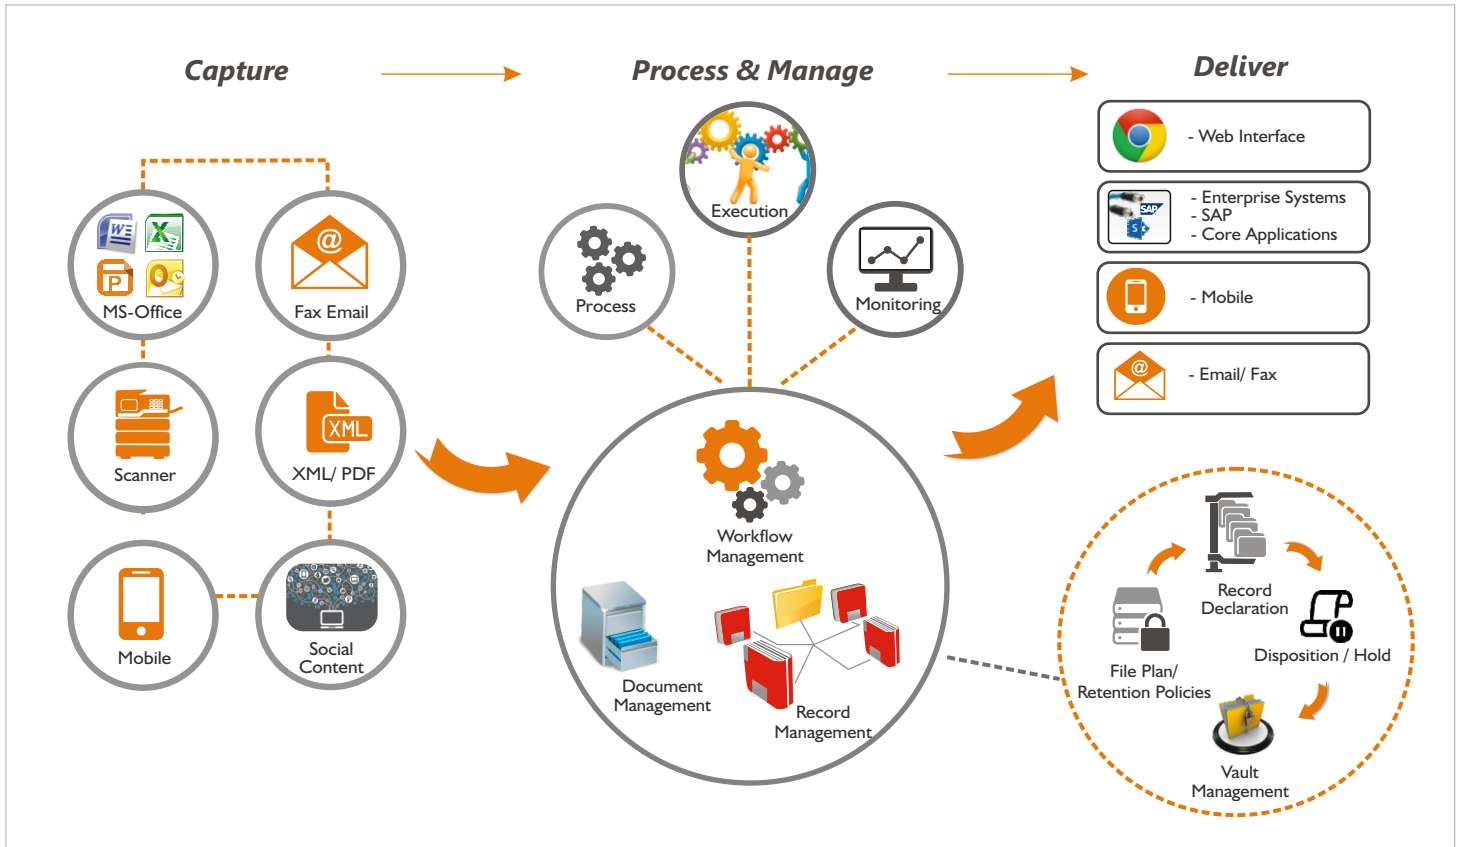 Capture
Process & Manage
Deliver
MS-Office
Fax Email
Scanner
XML
XML/ PDF
Mobile
Social
Content
Execution
Process
Monitoring
Workflow
Management
Document
Management
Record
Management
- Web Interface
SAP
S
- Enterprise Systems
- SAP
- Core Applications
- Mobile
@
- Email/ Fax
Record
Declaration
File Plan/
Retention Policies
Disposition / Hold
Vault
Management
W
X
P
O
@